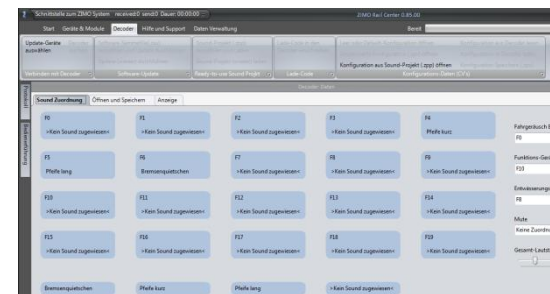 Schnittstelle zum ZIMO System received:0 send:0 Dauer: 00:00:00
ZIMO Rail Center 0.85.00
Start Geräte & Module Decoder Hilfe und Support Daten Verwaltung
Bereit
Update-Geräte
auswählen
Konfiguration aus Sound-Projekt (.zpp) öffnen
Verbinden mit Decoder
Software-Update
Ready-to-use Sound Projekt
Lade-Code
Konfigurations-Daten (CV's)
Decoder Daten
Protokoll
Sound Zuordnung Öffnen und Speichern Anzeige
F0 F1 F2 F3 F4
>Kein Sound zugewiesen< >Kein Sound zugewiesen< >Kein Sound zugewiesen< >Kein Sound zugewiesen< Pfeife kurz
Fahrgeräusch
F8
F5 F6 F7 F8 F9
Pfeife lang Bremsenquietschen >Kein Sound zugewiesen< >Kein Sound zugewiesen< >Kein Sound zugewiesen<
Funktions-Ger
F10
F10 F11 F12 F13 F14
>Kein Sound zugewiesen< >Kein Sound zugewiesen< >Kein Sound zugewiesen< >Kein Sound zugewiesen< >Kein Sound zugewiesen<
Entwässerungs
F8
Mute
Keine Zuordn
F15 F16 F17 F18 F19
>Kein Sound zugewiesen< >Kein Sound zugewiesen< >Kein Sound zugewiesen< >Kein Sound zugewiesen< >Kein Sound zugewiesen<
Gesamt-Lautst
Bremsenquietschen Pfeife kurz Pfeife lang >Kein Sound zugewiesen<